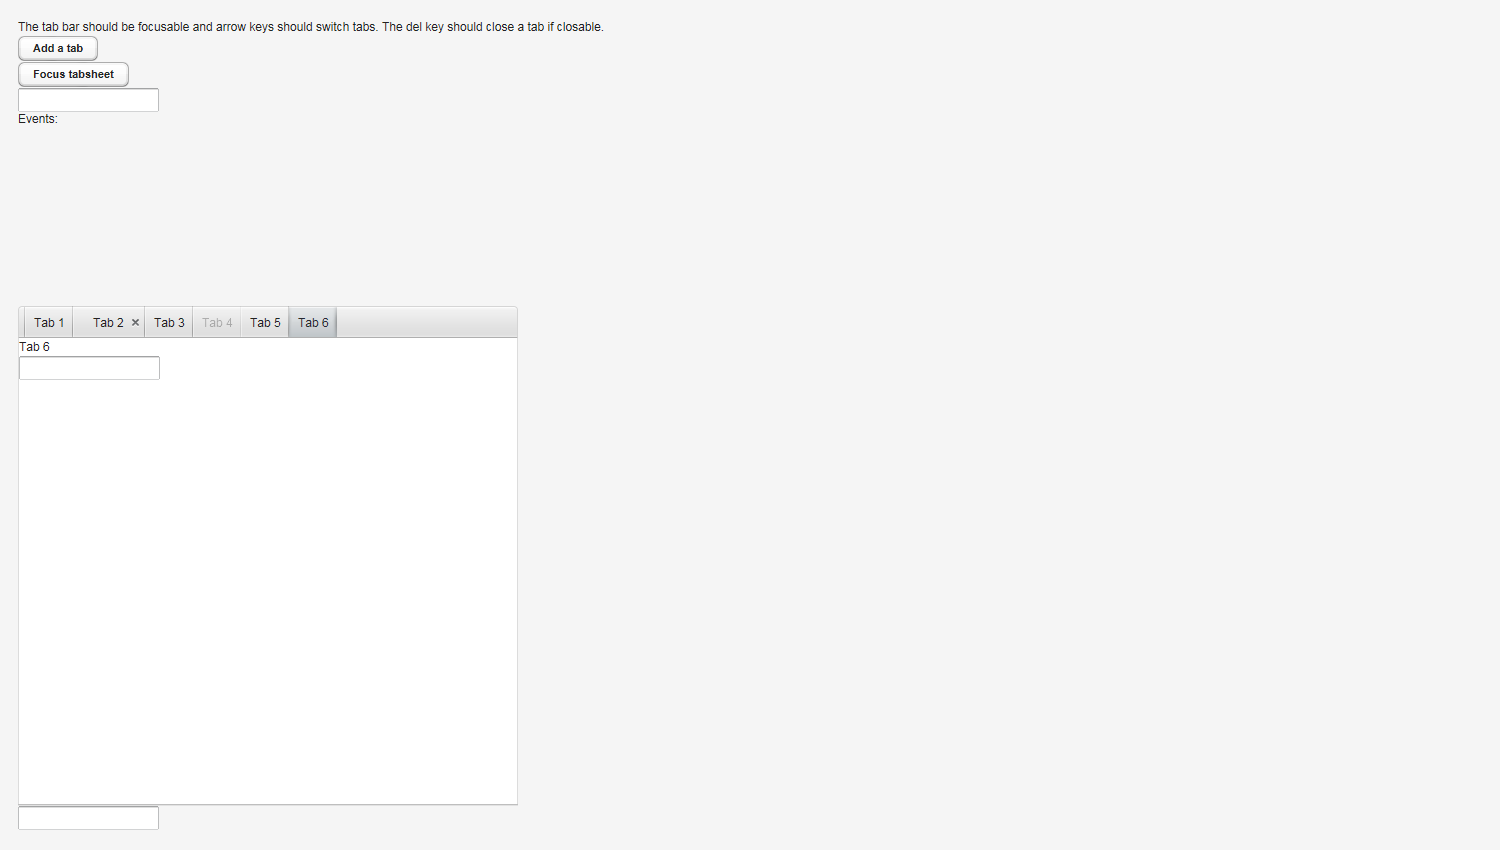 The tab bar should be focusable and arrow keys should switch tabs. The del key should close a tab if closable.
Add a tab
Focus tabsheet
Events:
Tab 1 Tab 2 × Tab 3 Tab 4 Tab 5 Tab 6
Tab 6